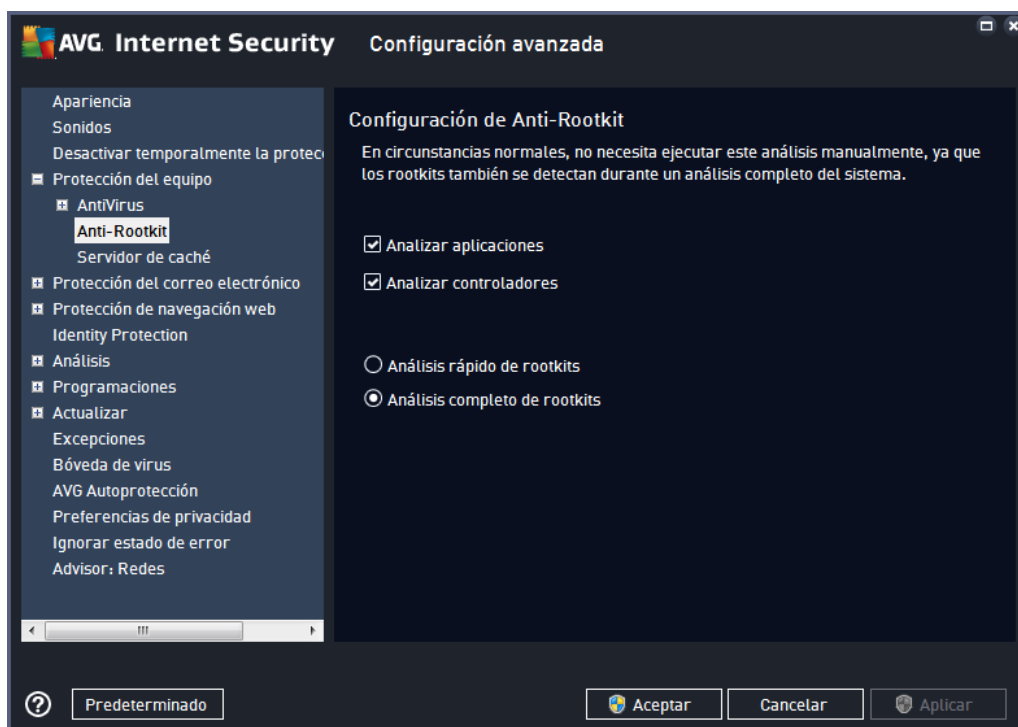 AVG. Internet Security Configuración avanzada
Apariencia
Sonidos
Desactivar temporalmente la protec
Protección del equipo
AntiVirus
Anti-Rootkit
Servidor de caché
Protección del correo electrónico
Protección de navegación web
Identity Protection
Análisis
Programaciones
Actualizar
Excepciones
Bóveda de virus
AVG Autoprotección
Preferencias de privacidad
Ignorar estado de error
Advisor: Redes
Configuración de Anti-Rootkit
En circunstancias normales, no necesita ejecutar este análisis manualmente, ya que
los rootkits también se detectan durante un análisis completo del sistema.
Analizar aplicaciones
Analizar controladores
Análisis rápido de rootkits
Análisis completo de rootkits
? Predeterminado Aceptar Cancelar Aplicar